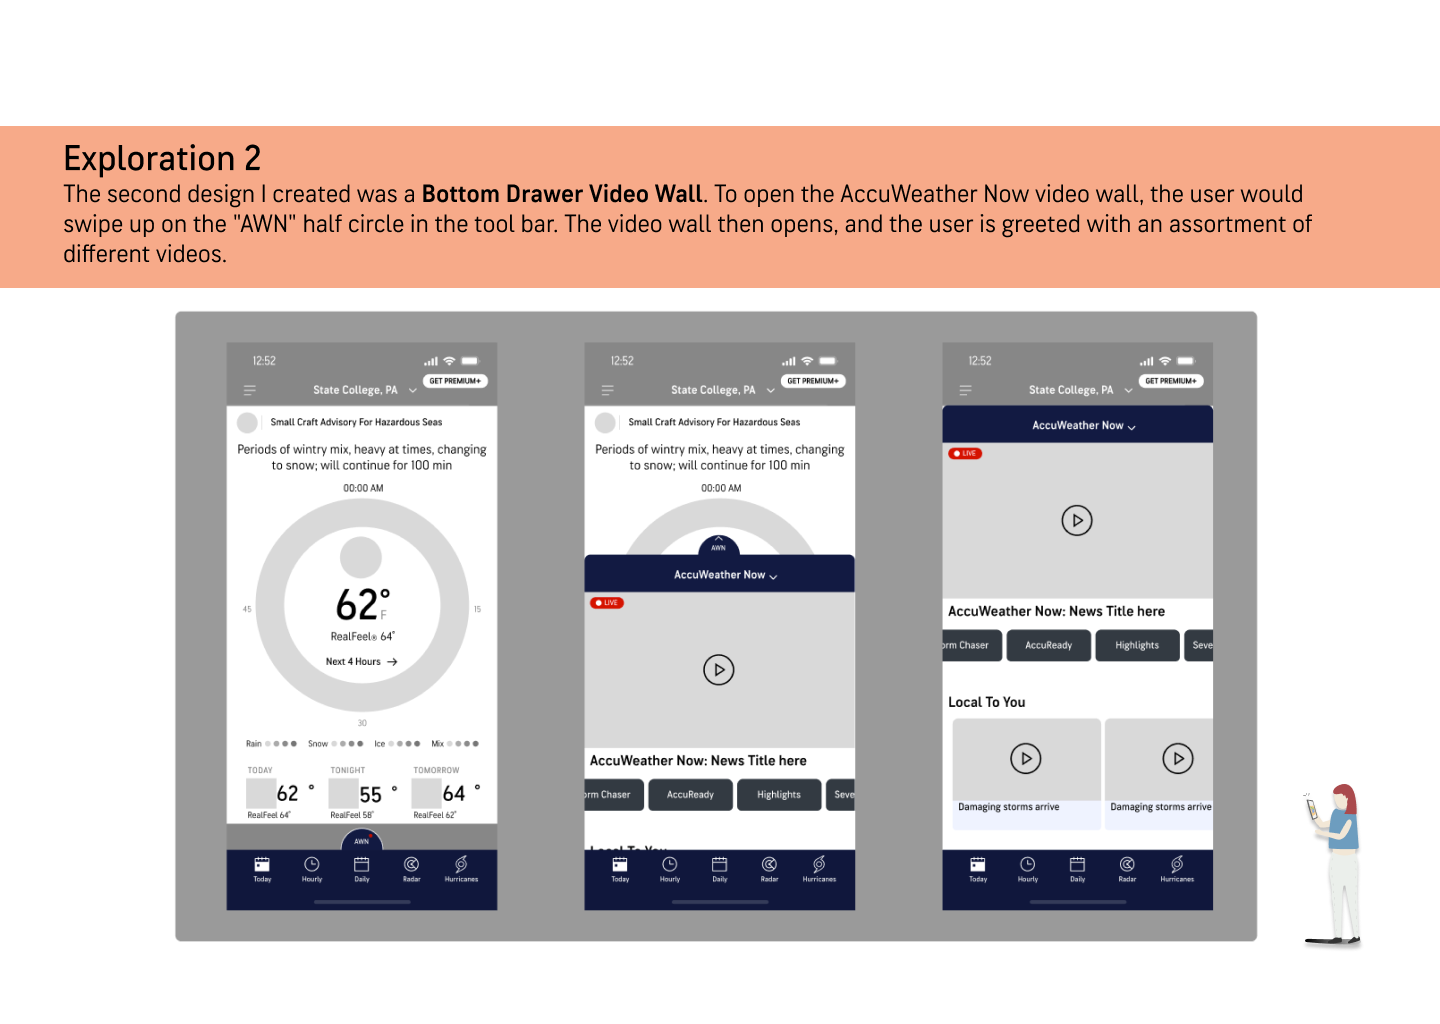 Exploration 2
The second design I created was a Bottom Drawer Video Wall. To open the AccuWeather Now video wall, the user would
swipe up on the "AWN" half circle in the tool bar. The video wall then opens, and the user is greeted with an assortment of
different videos.
12:52
GET PREMIUM+
State College, PA
Small Craft Advisory For Hazardous Seas
Periods of wintry mix, heavy at times, changing
to snow; will continue for 100 min
00:00 AM
45
62°
F
15
RealFeel® 64°
Next 4 Hours →
30
Rain Snow Ice Mix
TODAY TONIGHT TOMORROW
62 ° 55 ° 64 °
RealFeel 64° RealFeel 58° RealFeel 62°
AWN
Today Hourly Daily Radar Hurricanes
12:52
GET PREMIUM+
State College, PA
Small Craft Advisory For Hazardous Seas
Periods of wintry mix, heavy at times, changing
to snow; will continue for 100 min
00:00 AM
AWN
AccuWeather Now
LIVE
AccuWeather Now: News Title here
orm Chaser AccuReady Highlights Seve
Local To You
Today Hourly Daily Radar Hurricanes
12:52
GET PREMIUM+
State College, PA
AccuWeather Now
LIVE
AccuWeather Now: News Title here
orm Chaser AccuReady Highlights Seve
Local To You
Damaging storms arrive Damaging storms arrive
Today Hourly Daily Radar Hurricanes